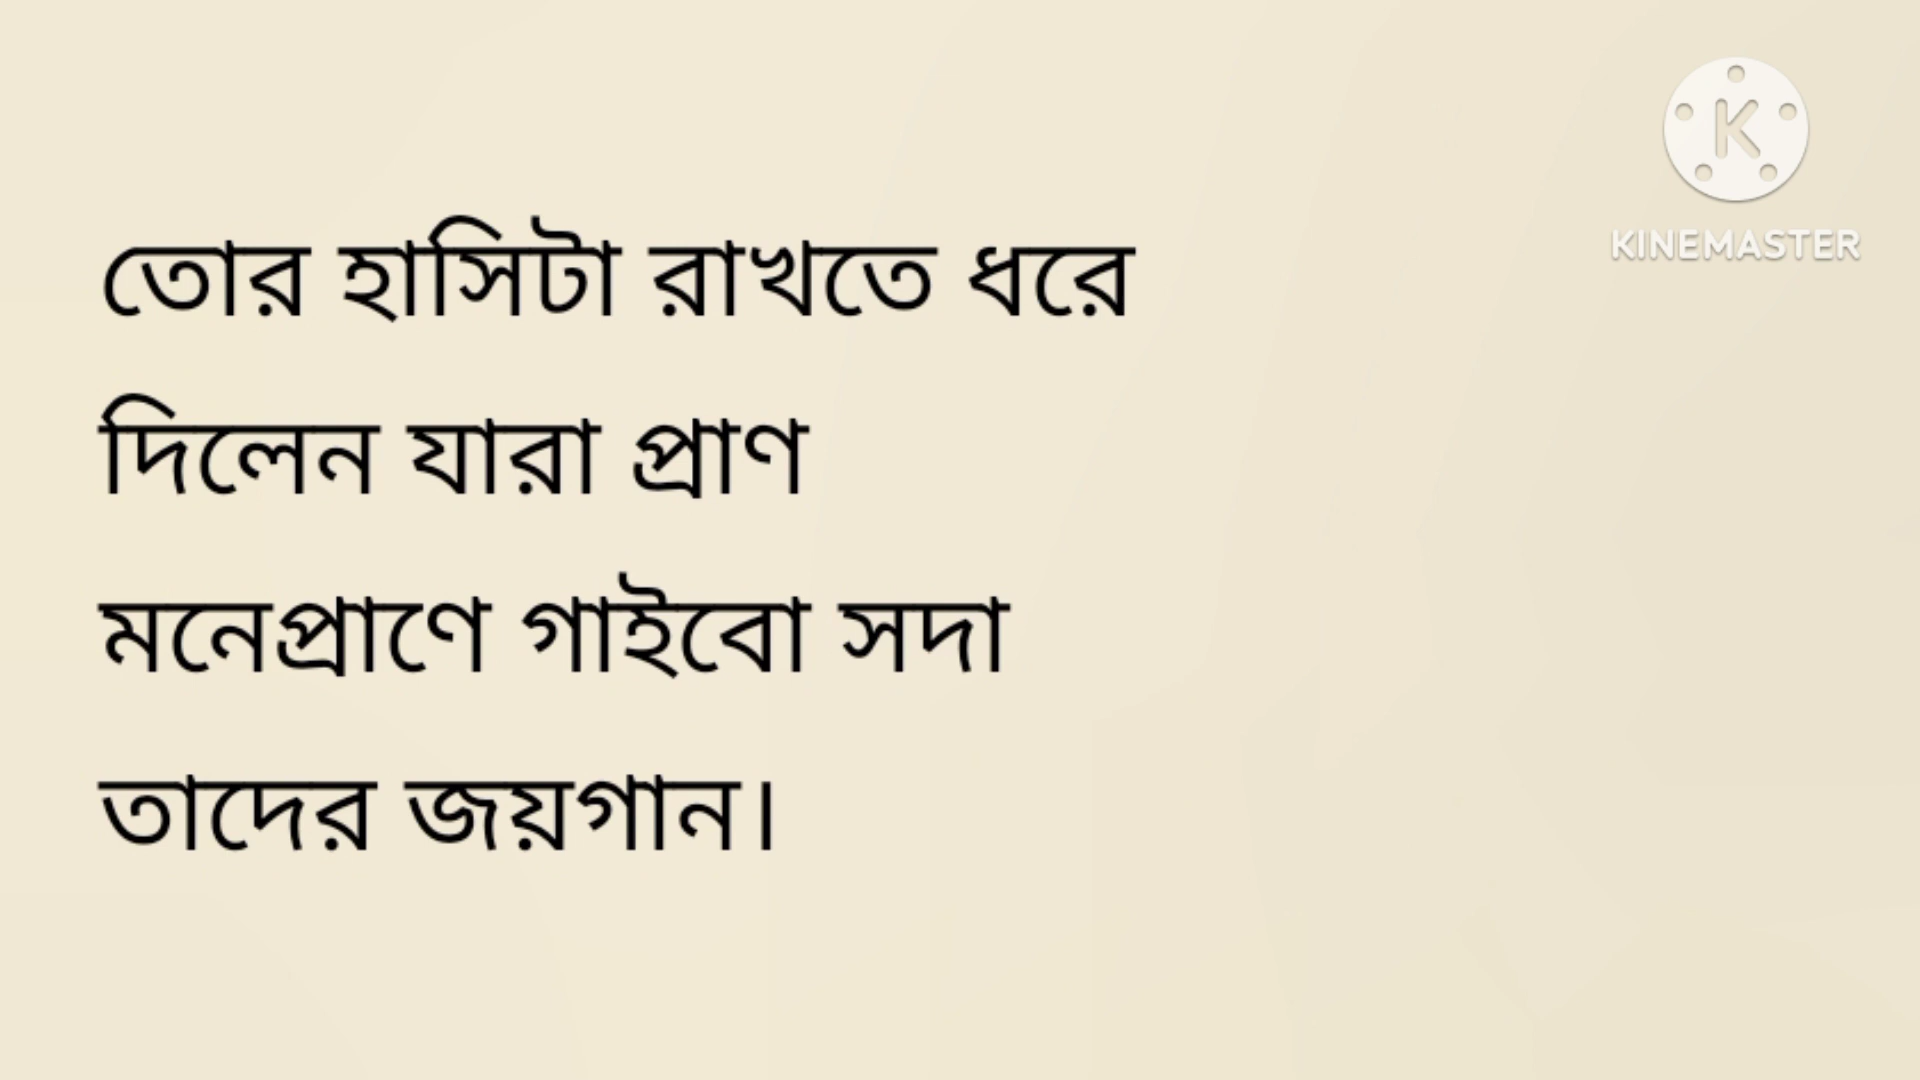 তোর হাসিটা রাখতে ধরে
দিলেন যারা প্রাণ
মনেপ্রাণে গাইবো সদা
তাদের জয়গান।
K
KINEMASTER